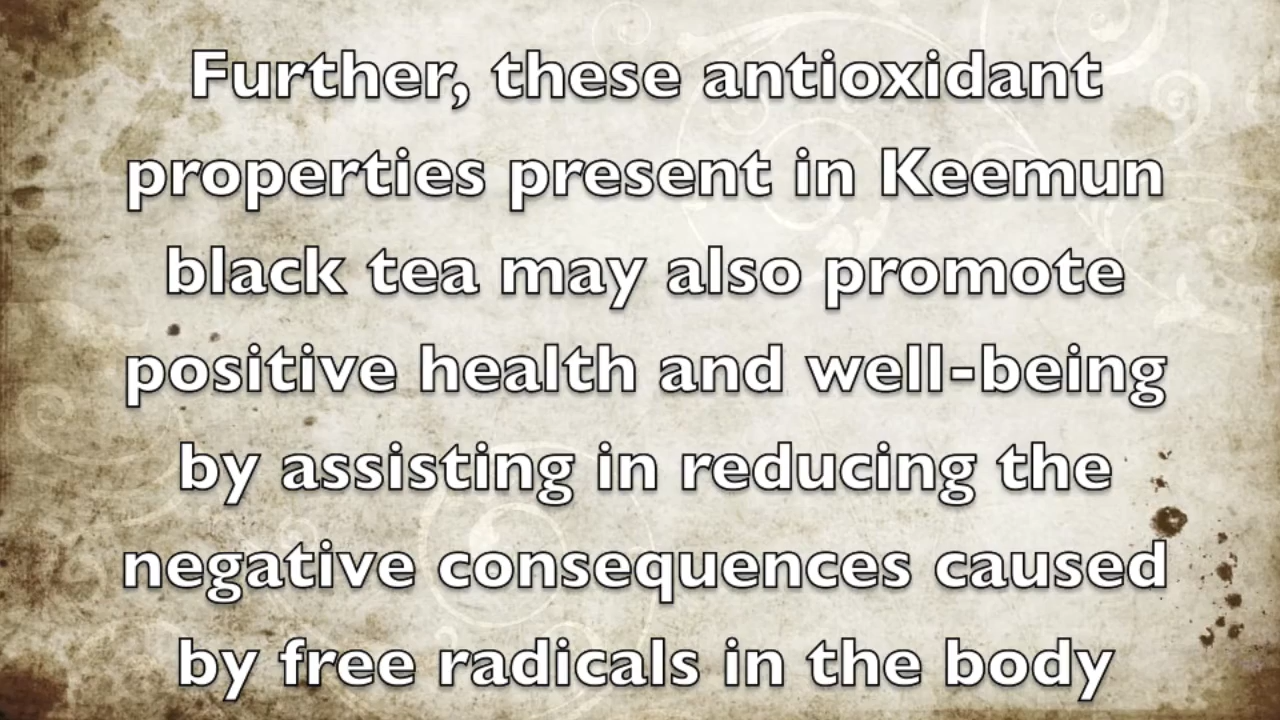 Further, these antioxidant
properties present in Keemun
black tea may also promote
positive health and well-being
by assisting in reducing the
negative consequences caused
by free radicals in the body